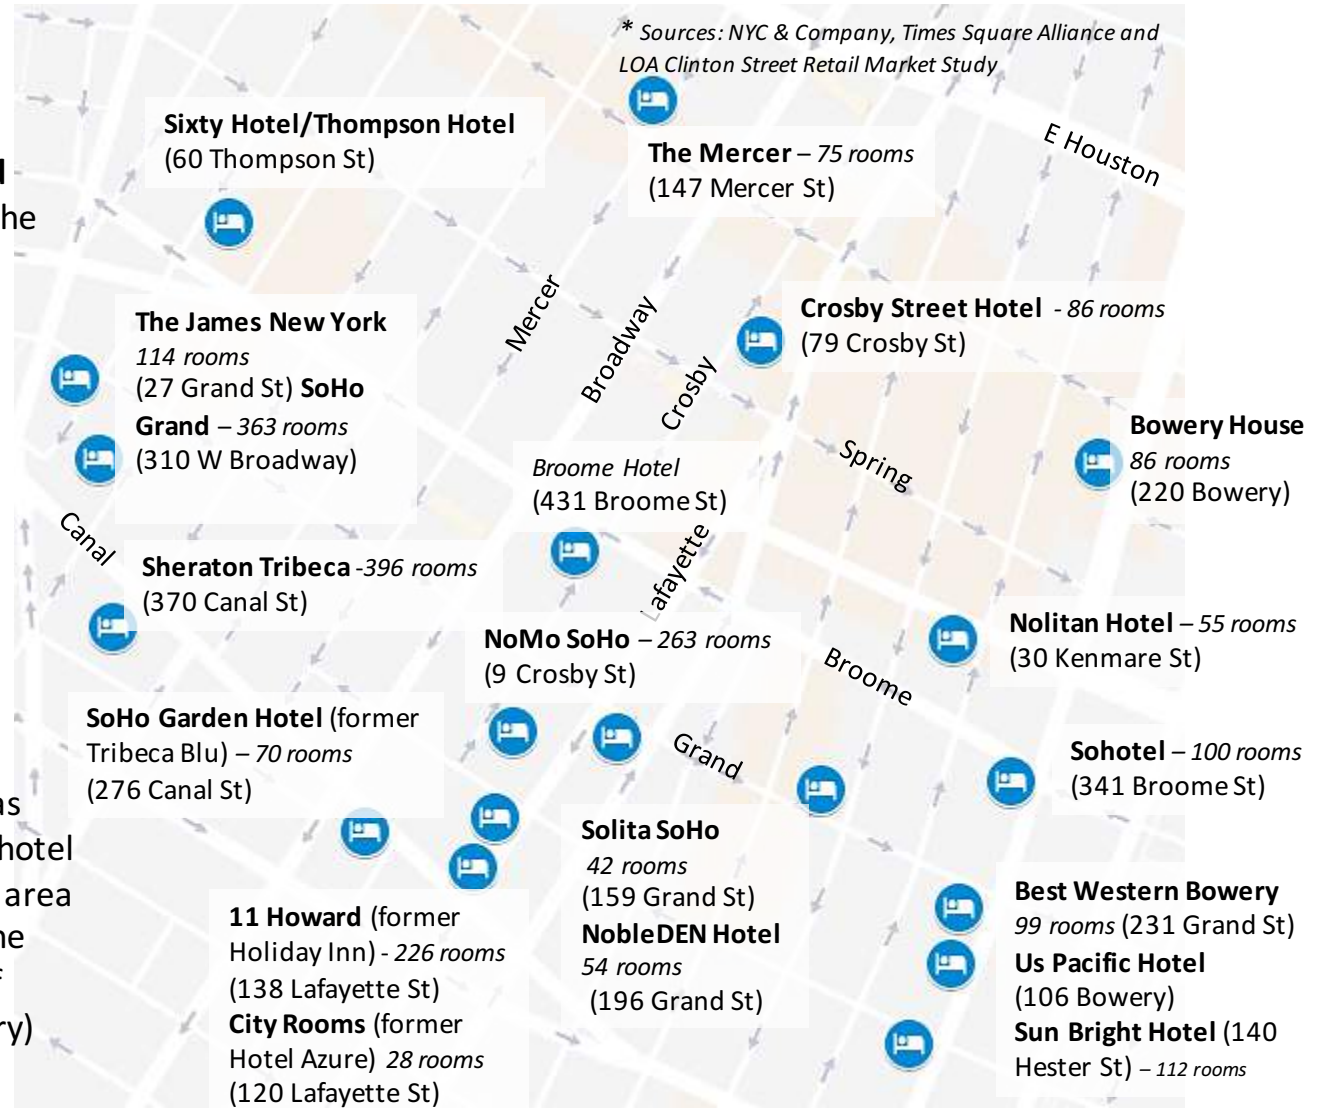 * Sources: NYC & Company, Times Square Alliance and
LOA Clinton Street Retail Market Study
Sixty Hotel/Thompson Hotel
(60 Thompson St)
The Mercer – 75 rooms
(147 Mercer St)
E Houston
he
The James New York
114 rooms
(27 Grand St) SoHo
Grand – 363 rooms
(310 W Broadway)
Mercer
Broadway
Crosby
Crosby Street Hotel - 86 rooms
(79 Crosby St)
Bowery House
86 rooms
(220 Bowery)
Spring
Broome Hotel
(431 Broome St)
Canal
Lafayette
Sheraton Tribeca -396 rooms
(370 Canal St)
NoMo SoHo – 263 rooms
(9 Crosby St)
Nolitan Hotel – 55 rooms
(30 Kenmare St)
Broome
SoHo Garden Hotel (former
Tribeca Blu) – 70 rooms
(276 Canal St)
Grand
Sohotel – 100 rooms
(341 Broome St)
as
hotel
area
ne
ry)
Solita SoHo
42 rooms
(159 Grand St)
NobleDEN Hotel
54 rooms
(196 Grand St)
11 Howard (former
Holiday Inn) - 226 rooms
(138 Lafayette St)
City Rooms (former
Hotel Azure) 28 rooms
(120 Lafayette St)
Best Western Bowery
99 rooms (231 Grand St)
Us Pacific Hotel
(106 Bowery)
Sun Bright Hotel (140
Hester St) – 112 rooms